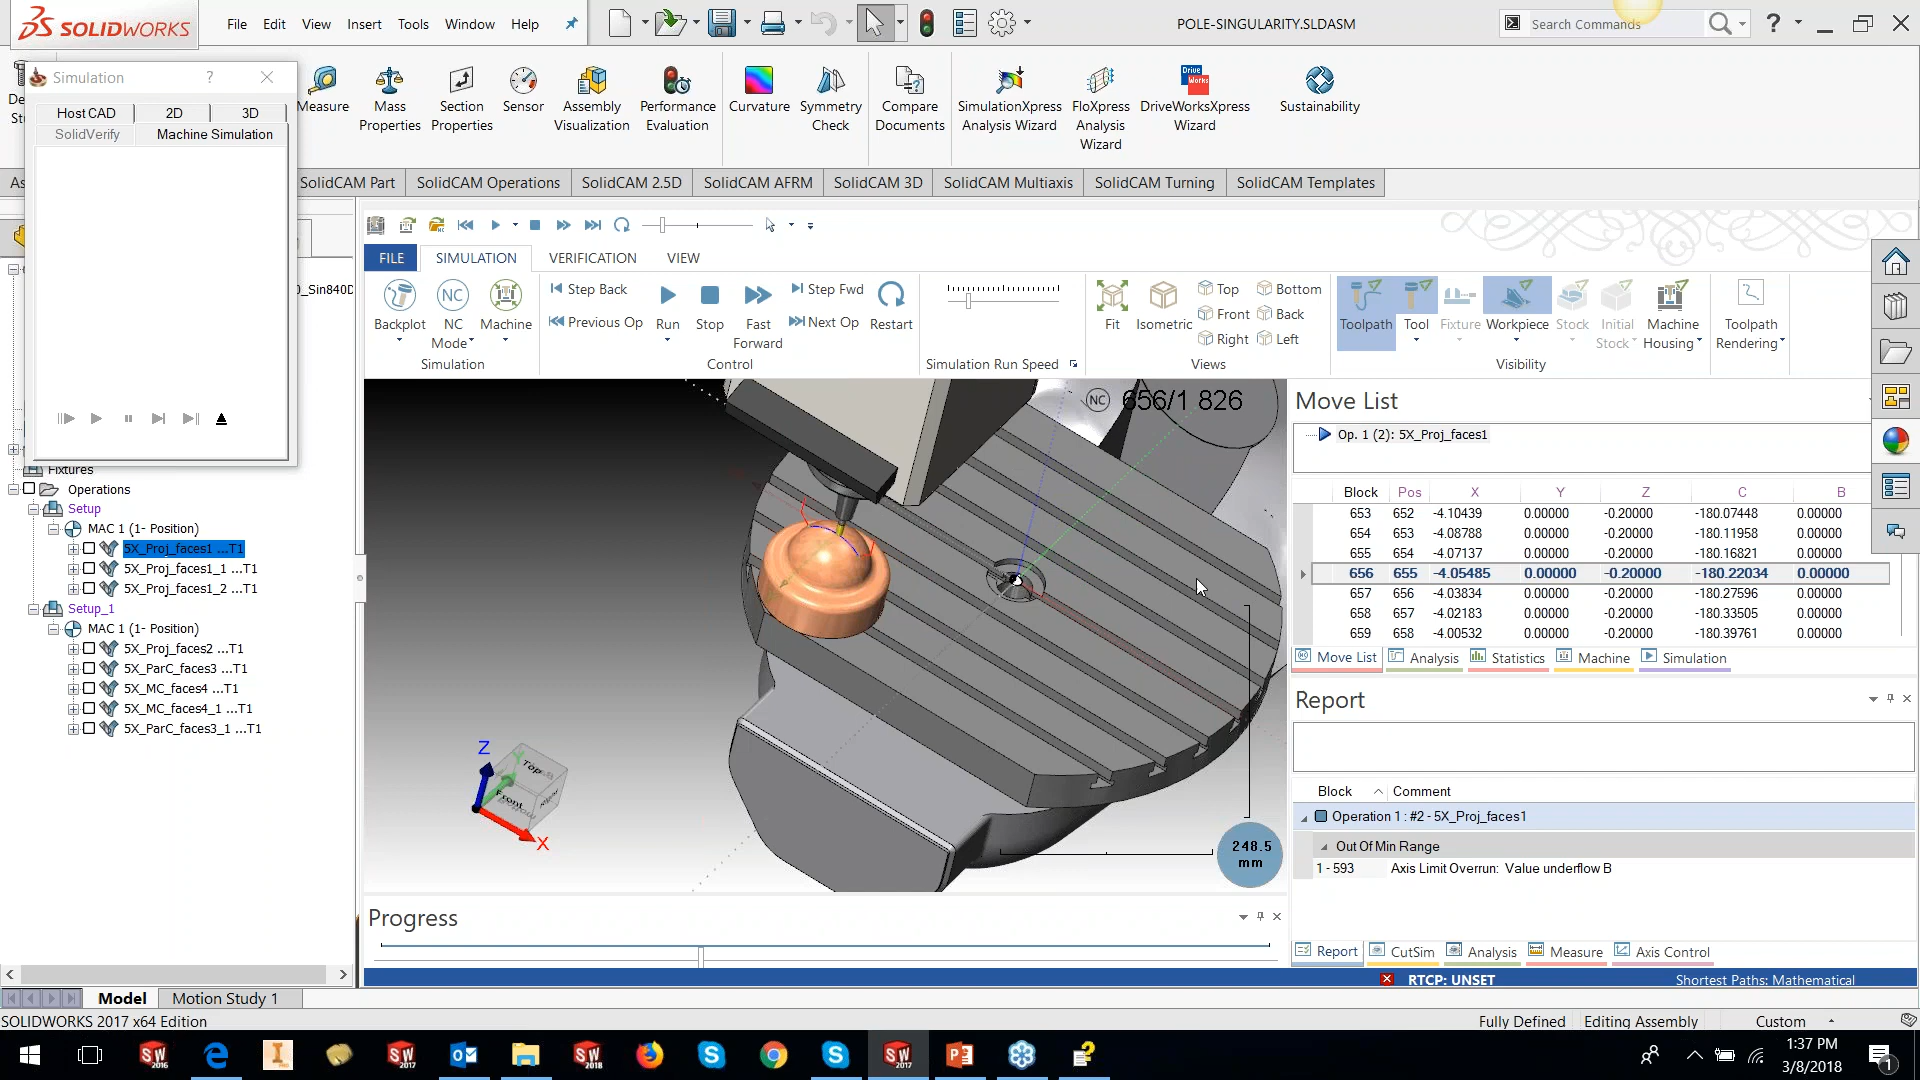 SOLIDWORKS
File Edit View Insert Tools Window Help
POLE-SINGULARITY.SLDASM
Search Commands
?
Simulation ?
HostCAD 2D 3D
SolidVerify Machine Simulation
Measure
Mass Properties
Section Properties
Sensor
Assembly Visualization
Performance Evaluation
Curvature
Symmetry Check
Compare Documents
SimulationXpress Analysis Wizard
FloXpress Analysis Wizard
DriveWorksXpress Wizard
Sustainability
SolidCAM Part SolidCAM Operations SolidCAM 2.5D SolidCAM AFRM SolidCAM 3D SolidCAM Multiaxis SolidCAM Turning SolidCAM Templates
FILE SIMULATION VERIFICATION VIEW
Backplot
NC Mode
Machine
Simulation
Step Back
Previous Op
Run
Stop
Fast Forward
Step Fwd
Next Op
Restart
Control
Simulation Run Speed
Fit
Isometric
Top Bottom
Front Back
Right Left
Views
Toolpath
Tool
Fixture
Workpiece
Stock
Initial Stock
Machine Housing
Visibility
Toolpath Rendering
_Sin840D
Fixtures
Operations
Setup
MAC 1 (1- Position)
5X_Proj_faces1 ...T1
5X_Proj_faces1_1 ...T1
5X_Proj_faces1_2 ...T1
Setup_1
MAC 1 (1- Position)
5X_Proj_faces2 ...T1
5X_ParC_faces3 ...T1
5X_MC_faces4 ...T1
5X_MC_faces4_1 ...T1
5X_ParC_faces3_1 ...T1
NC 656/1 826
Z
Top
Front
Right
X
248.5 mm
Move List
Op. 1 (2): 5X_Proj_faces1
Block Pos X Y Z C B
653 652 -4.10439 0.00000 -0.20000 -180.07448 0.00000
654 653 -4.08788 0.00000 -0.20000 -180.11958 0.00000
655 654 -4.07137 0.00000 -0.20000 -180.16821 0.00000
656 655 -4.05485 0.00000 -0.20000 -180.22034 0.00000
657 656 -4.03834 0.00000 -0.20000 -180.27596 0.00000
658 657 -4.02183 0.00000 -0.20000 -180.33505 0.00000
659 658 -4.00532 0.00000 -0.20000 -180.39761 0.00000
Move List Analysis Statistics Machine Simulation
Report
Block Comment
Operation 1 : #2 - 5X_Proj_faces1
Out Of Min Range
1 - 593 Axis Limit Overrun: Value underflow B
Report CutSim Analysis Measure Axis Control
Progress
RTCP: UNSET Shortest Paths: Mathematical
Model Motion Study 1
SOLIDWORKS 2017 x64 Edition Fully Defined Editing Assembly Custom
1:37 PM
3/8/2018
1